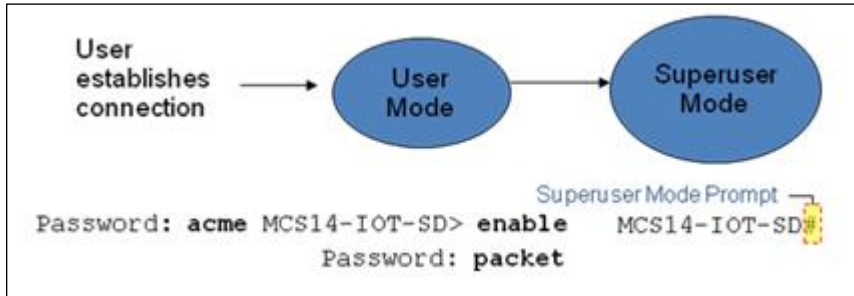 User
establishes
connection
User
Mode
Superuser
Mode
Superuser Mode Prompt
Password: acme MCS14-IOT-SD> enable
MCS14-IOT-SD#
Password: packet